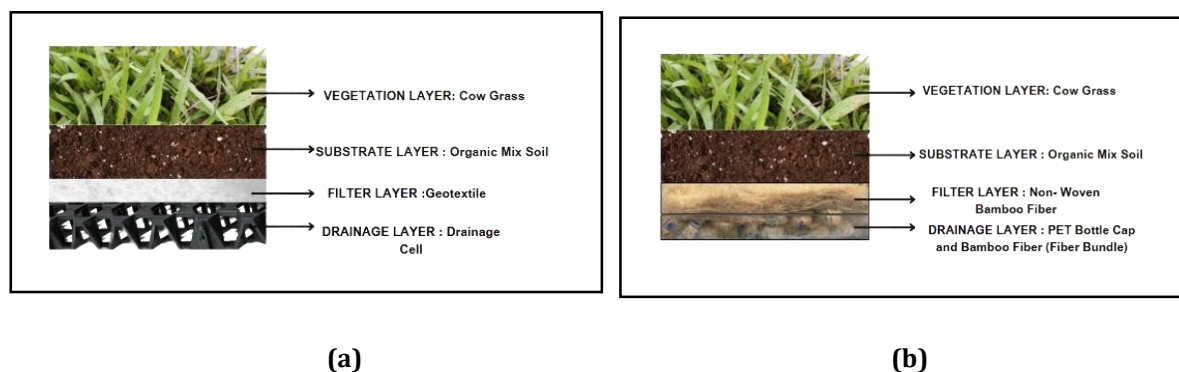 VEGETATION LAYER: Cow Grass
SUBSTRATE LAYER : Organic Mix Soil
FILTER LAYER :Geotextile
DRAINAGE LAYER : Drainage
Cell
(a)
VEGETATION LAYER: Cow Grass
SUBSTRATE LAYER : Organic Mix Soil
FILTER LAYER : Non- Woven
Bamboo Fiber
DRAINAGE LAYER : PET Bottle Cap
and Bamboo Fiber (Fiber Bundle)
(b)